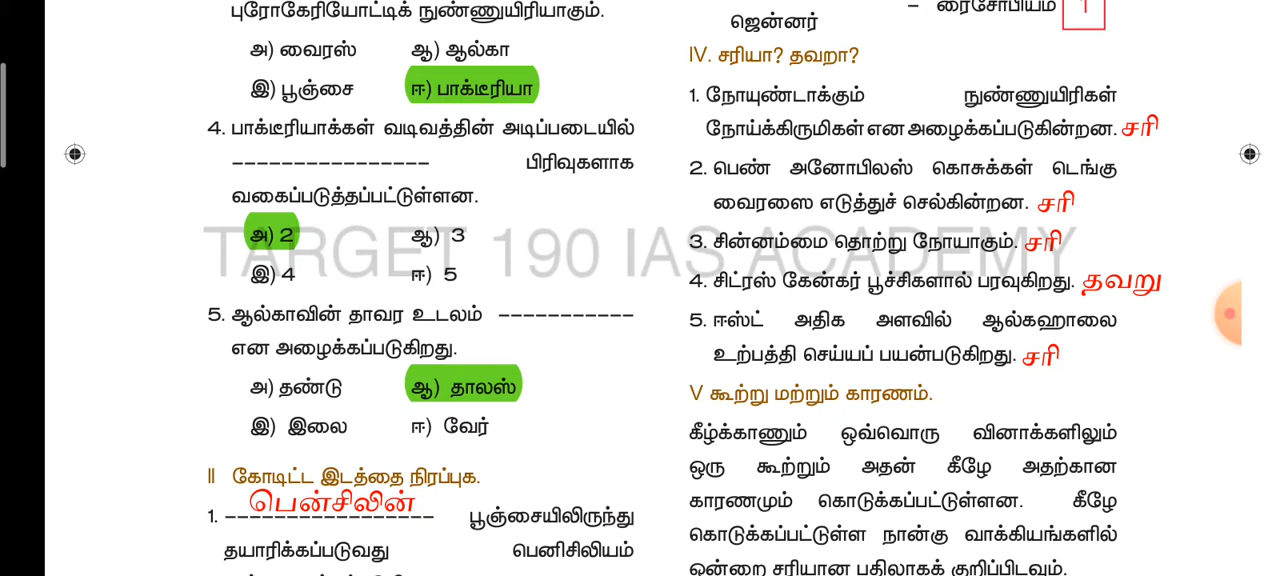 புரோகேரியோட்டிக் நுண்ணுயிரியாகும்.
அ) வைரஸ் ஆ) ஆல்கா
இ) பூஞ்சை ஈ) பாக்டீரியா
4. பாக்டீரியாக்கள் வடிவத்தின் அடிப்படையில்
---------------- பிரிவுகளாக
வகைப்படுத்தப்பட்டுள்ளன.
அ) 2 ஆ) 3
இ) 4 ஈ) 5
5. ஆல்காவின் தாவர உடலம் -----------
என அழைக்கப்படுகிறது.
அ) தண்டு ஆ) தாலஸ்
இ) இலை ஈ) வேர்
II கோடிட்ட இடத்தை நிரப்புக.
பென்சிலின்
1. ----------------- பூஞ்சையிலிருந்து
தயாரிக்கப்படுவது பெனிசிலியம்
– ரைசோபியம் 1
ஜென்னர்
IV. சரியா? தவறா?
1. நோயுண்டாக்கும் நுண்ணுயிரிகள்
நோய்க்கிருமிகள் என அழைக்கப்படுகின்றன. சரி
2. பெண் அனோபிலஸ் கொசுக்கள் டெங்கு
வைரஸை எடுத்துச் செல்கின்றன. சரி
3. சின்னம்மை தொற்று நோயாகும். சரி
4. சிட்ரஸ் கேன்கர் பூச்சிகளால் பரவுகிறது. தவறு
5. ஈஸ்ட் அதிக அளவில் ஆல்கஹாலை
உற்பத்தி செய்யப் பயன்படுகிறது. சரி
V கூற்று மற்றும் காரணம்.
கீழ்க்காணும் ஒவ்வொரு வினாக்களிலும்
ஒரு கூற்றும் அதன் கீழே அதற்கான
காரணமும் கொடுக்கப்பட்டுள்ளன. கீழே
கொடுக்கப்பட்டுள்ள நான்கு வாக்கியங்களில்
ஒன்றை சரியான பதிலாகக் குறிப்பிடவும்.
TARGET 190 IAS ACADEMY